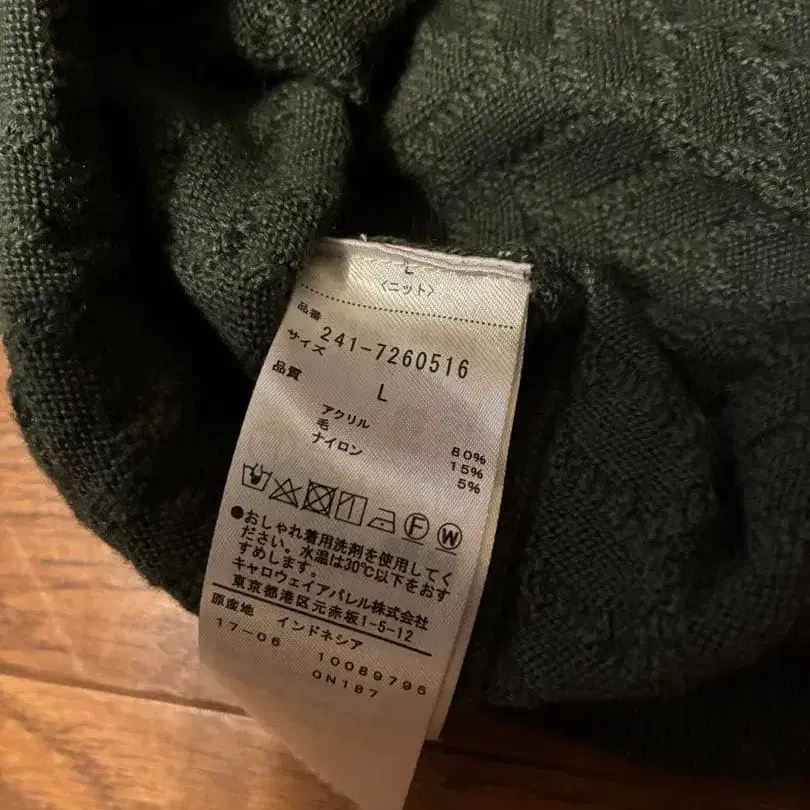 L
〈ニット〉
品番 241-7260516
サイズ L
品質
アクリル 80%
毛 15%
ナイロン 5%
Ⓕ Ⓦ
●おしゃれ着用洗剤を使用してく
ださい。水温は30℃以下をおす
すめします。
キャロウェイアパレル株式会社
東京都港区元赤坂1-5-12
原産地 インドネシア
17-06 10089795
0N187